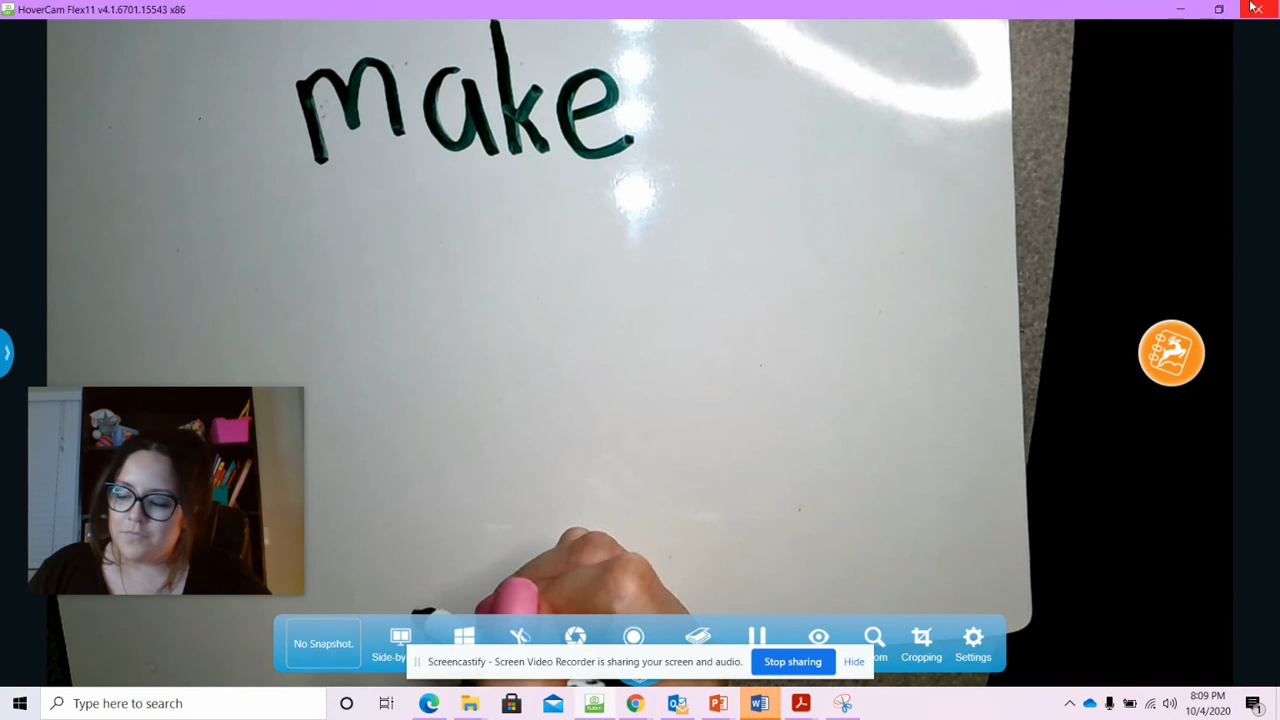 HoverCam Flex11 v4.1.6701.15543 x86
make
No Snapshot.
Side-by
om
Cropping
Settings
Screencastify - Screen Video Recorder is sharing your screen and audio.
Stop sharing
Hide
Type here to search
8:09 PM
10/4/2020